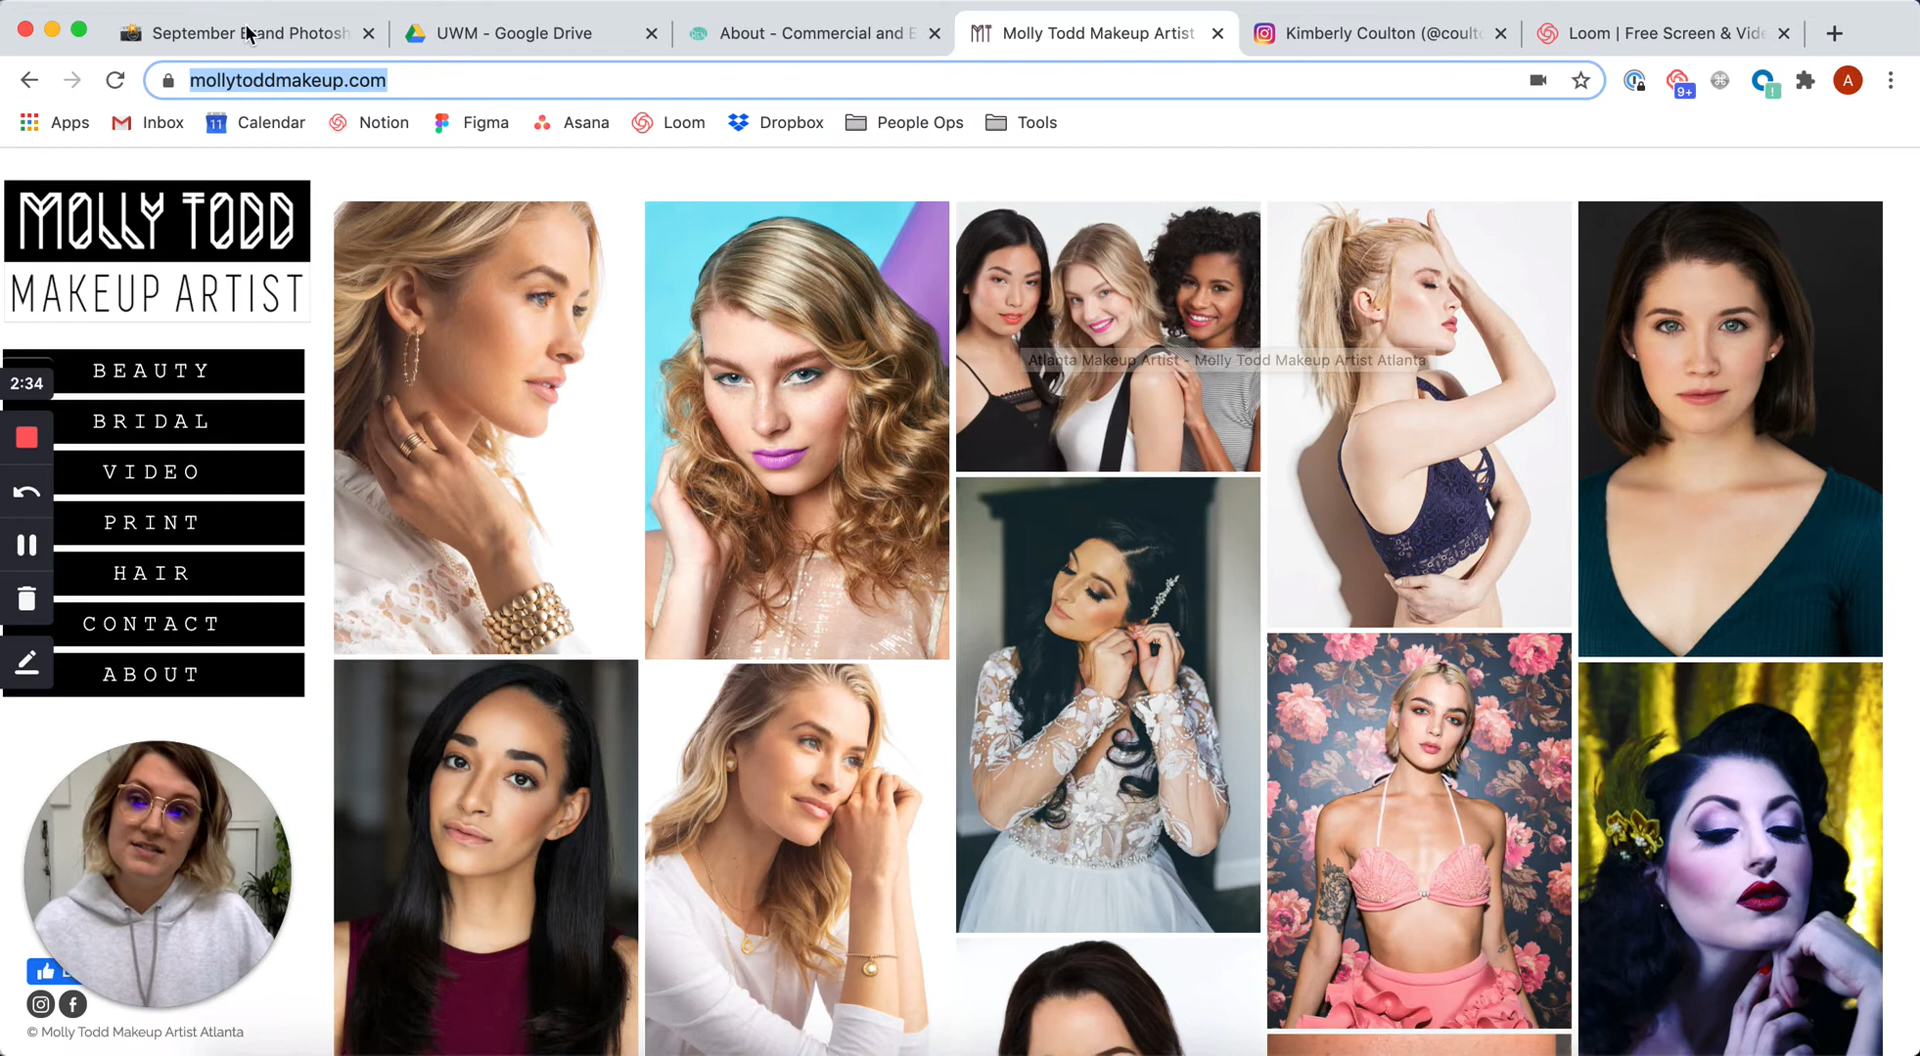 September Brand Photosh
UWM - Google Drive
About - Commercial and E
Molly Todd Makeup Artist
Kimberly Coulton (@coult
Loom | Free Screen & Vide
mollytoddmakeup.com
9+
!
A
Apps
Inbox
11
Calendar
Notion
Figma
Asana
Loom
Dropbox
People Ops
Tools
MOLLY TODD
MAKEUP ARTIST
BEAUTY
BRIDAL
VIDEO
PRINT
HAIR
CONTACT
ABOUT
2:34
Atlanta Makeup Artist - Molly Todd Makeup Artist Atlanta
© Molly Todd Makeup Artist Atlanta